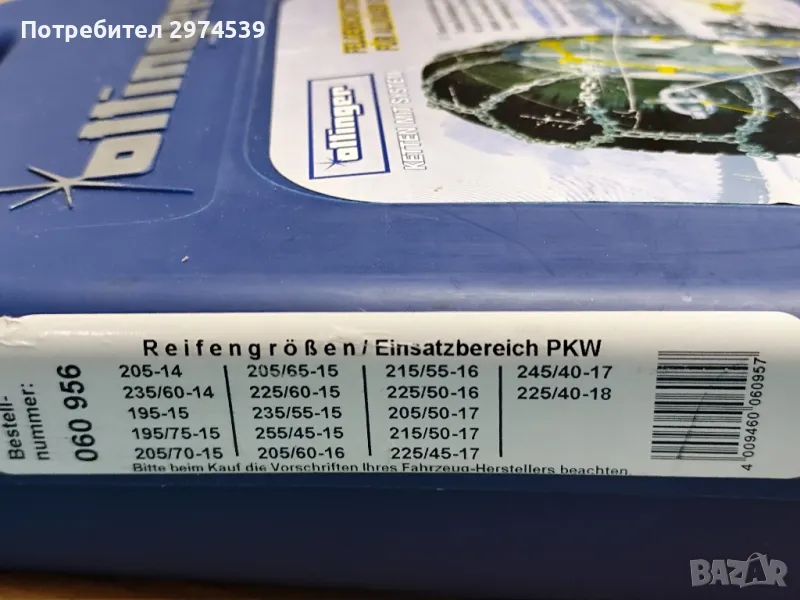 Потребител 2974539
ottinger
ottinger
KETTEN MIT SYSTEM
Reifengrößen / Einsatzbereich PKW
Bestell-
nummer:
060 956
205-14 205/65-15 215/55-16 245/40-17
235/60-14 225/60-15 225/50-16 225/40-18
195-15 235/55-15 205/50-17
195/75-15 255/45-15 215/50-17
205/70-15 205/60-16 225/45-17
Bitte beim Kauf die Vorschriften Ihres Fahrzeug-Herstellers beachten.
4 009460 060957
BAZAR